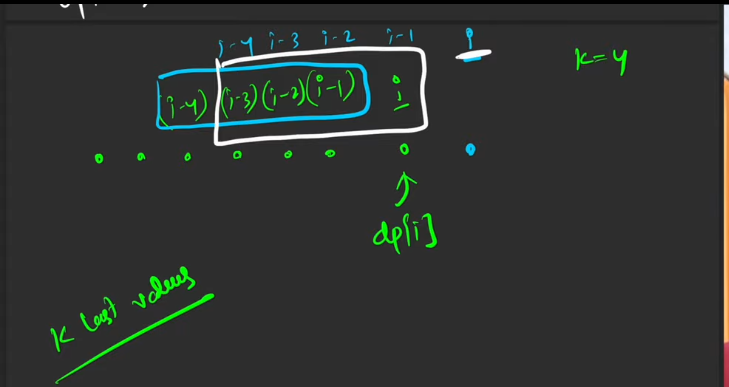 i-4 i-3 i-2 i-1 i
k=4
(i-4) (i-3) (i-2) (i-1) i
dp[i]
k last values